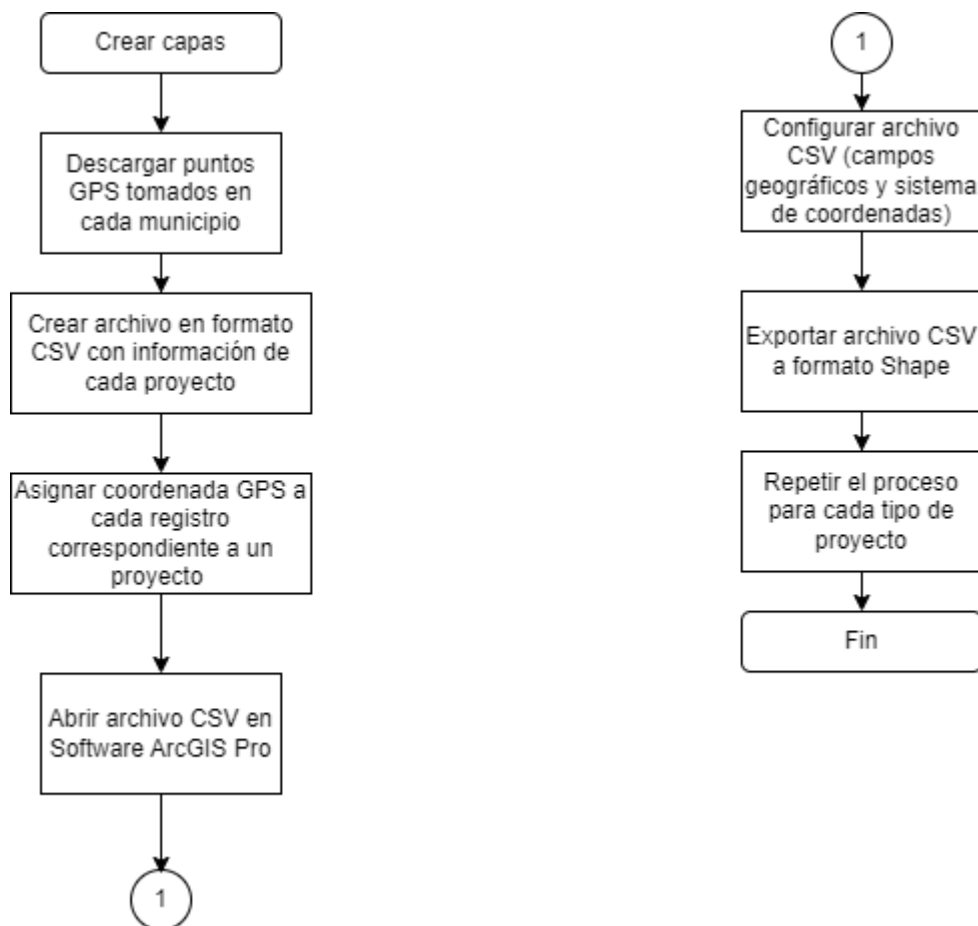 Crear capas
Descargar puntos
GPS tomados en
cada municipio
Crear archivo en formato
CSV con información de
cada proyecto
Asignar coordenada GPS a
cada registro
correspondiente a un
proyecto
Abrir archivo CSV en
Software ArcGIS Pro
1
1
Configurar archivo
CSV (campos
geográficos y sistema
de coordenadas)
Exportar archivo CSV
a formato Shape
Repetir el proceso
para cada tipo de
proyecto
Fin